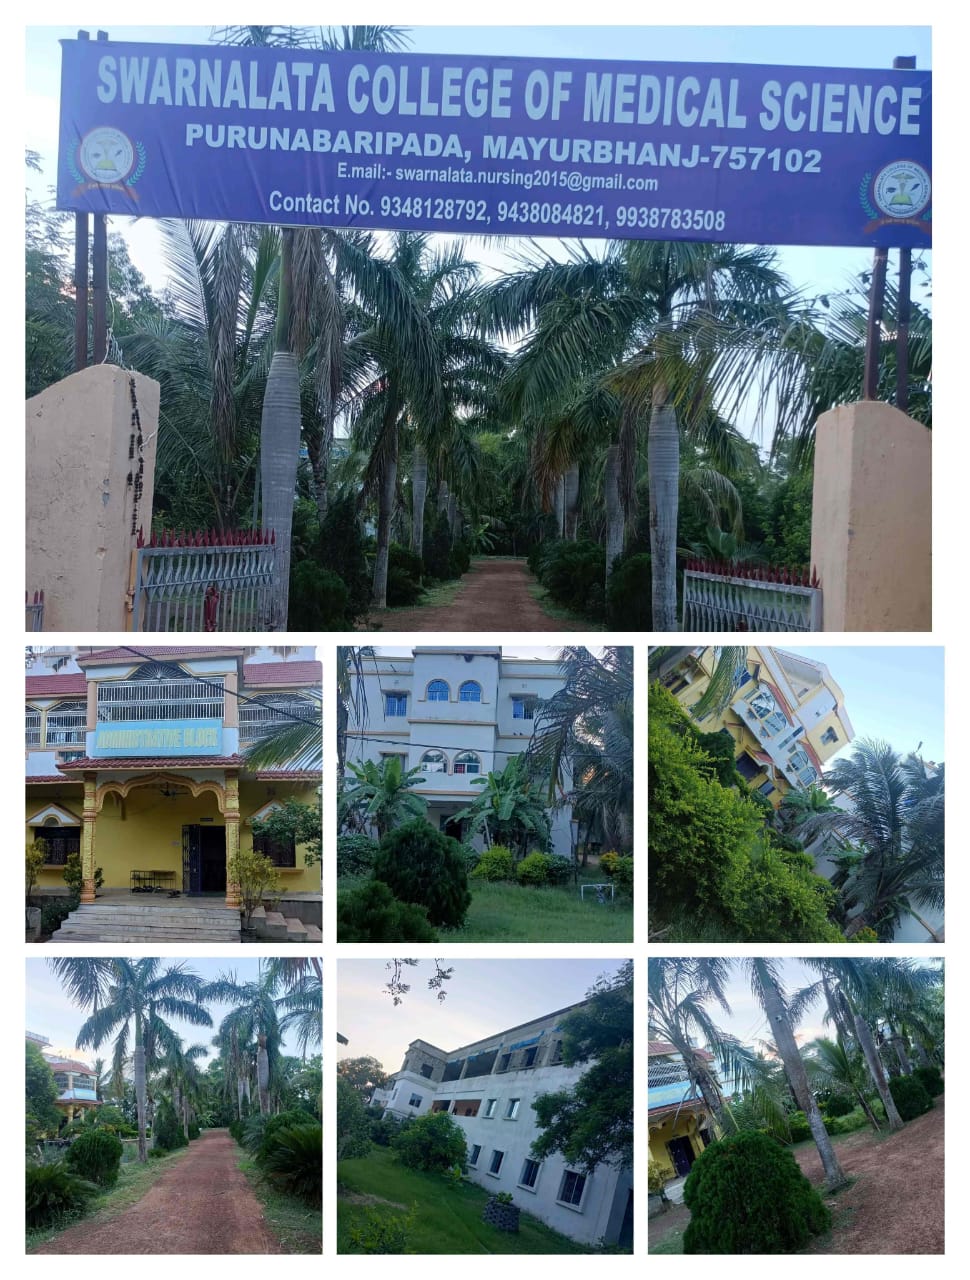 SWARNALATA COLLEGE OF MEDICAL SCIENCE
PURUNABARIPADA, MAYURBHANJ-757102
E.mail:- swarnalata.nursing2015@gmail.com
Contact No. 9348128792, 9438084821, 9938783508
ADMINISTRATIVE BLOCK